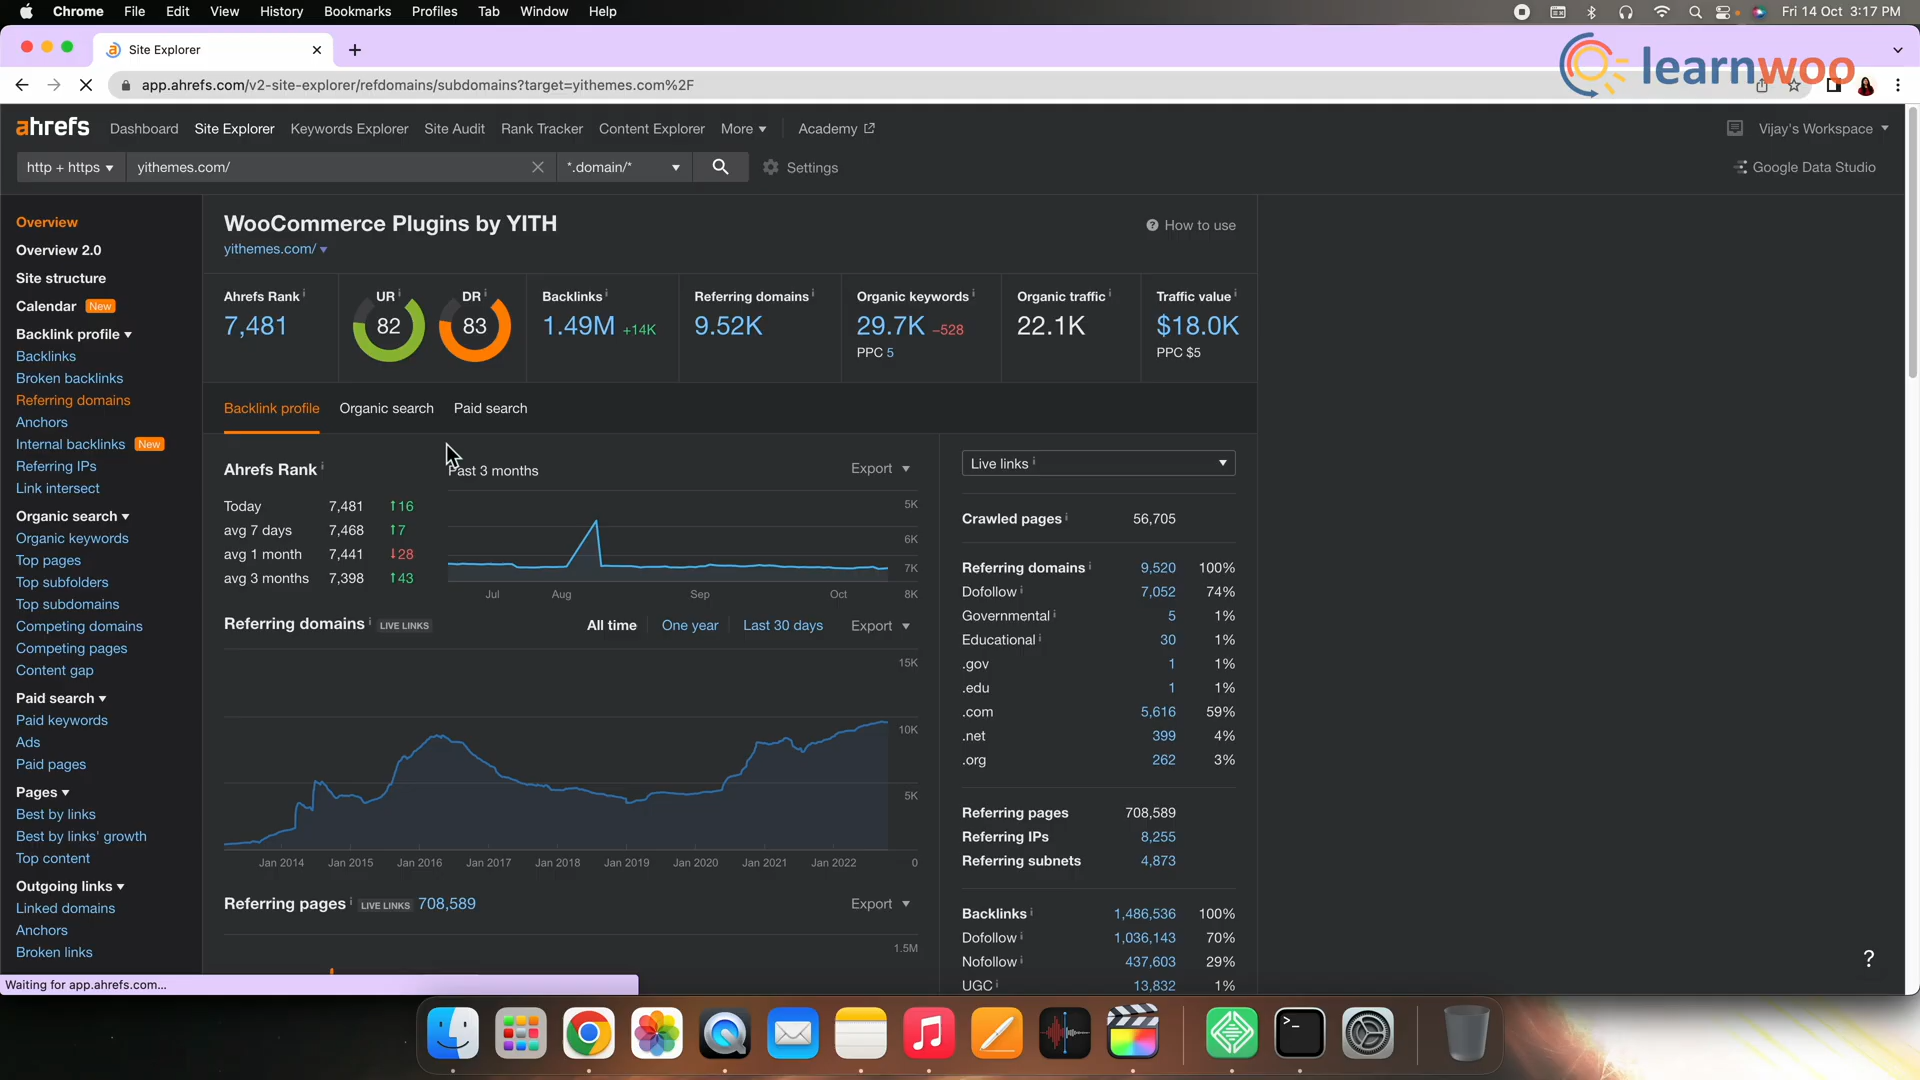 Chrome File Edit View History Bookmarks Profiles Tab Window Help Fri 14 Oct 3:17 PM
Site Explorer
learnwoo
app.ahrefs.com/v2-site-explorer/refdomains/subdomains?target=yithemes.com%2F
ahrefs Dashboard Site Explorer Keywords Explorer Site Audit Rank Tracker Content Explorer More Academy Vijay's Workspace
http + https yithemes.com/ *.domain/* Settings Google Data Studio
Overview
Overview 2.0
Site structure
Calendar New
Backlink profile
Backlinks
Broken backlinks
Referring domains
Anchors
Internal backlinks New
Referring IPs
Link intersect
Organic search
Organic keywords
Top pages
Top subfolders
Top subdomains
Competing domains
Competing pages
Content gap
Paid search
Paid keywords
Ads
Paid pages
Pages
Best by links
Best by links' growth
Top content
Outgoing links
Linked domains
Anchors
Broken links
Waiting for app.ahrefs.com...
WooCommerce Plugins by YITH
How to use
yithemes.com/
Ahrefs Rank UR DR Backlinks Referring domains Organic keywords Organic traffic Traffic value
7,481 82 83 1.49M +14K 9.52K 29.7K -528 22.1K $18.0K
PPC 5 PPC $5
Backlink profile Organic search Paid search
Ahrefs Rank
Past 3 months Export
Today 7,481 ↑16
avg 7 days 7,468 ↑7
avg 1 month 7,441 ↓28
avg 3 months 7,398 ↑43
5K
6K
7K
8K
Jul Aug Sep Oct
Referring domains LIVE LINKS All time One year Last 30 days Export
15K
10K
5K
0
Jan 2014 Jan 2015 Jan 2016 Jan 2017 Jan 2018 Jan 2019 Jan 2020 Jan 2021 Jan 2022
Referring pages LIVE LINKS 708,589 Export
1.5M
Live links
Crawled pages 56,705
Referring domains 9,520 100%
Dofollow 7,052 74%
Governmental 5 1%
Educational 30 1%
.gov 1 1%
.edu 1 1%
.com 5,616 59%
.net 399 4%
.org 262 3%
Referring pages 708,589
Referring IPs 8,255
Referring subnets 4,873
Backlinks 1,486,536 100%
Dofollow 1,036,143 70%
Nofollow 437,603 29%
UGC 13,832 1%
?